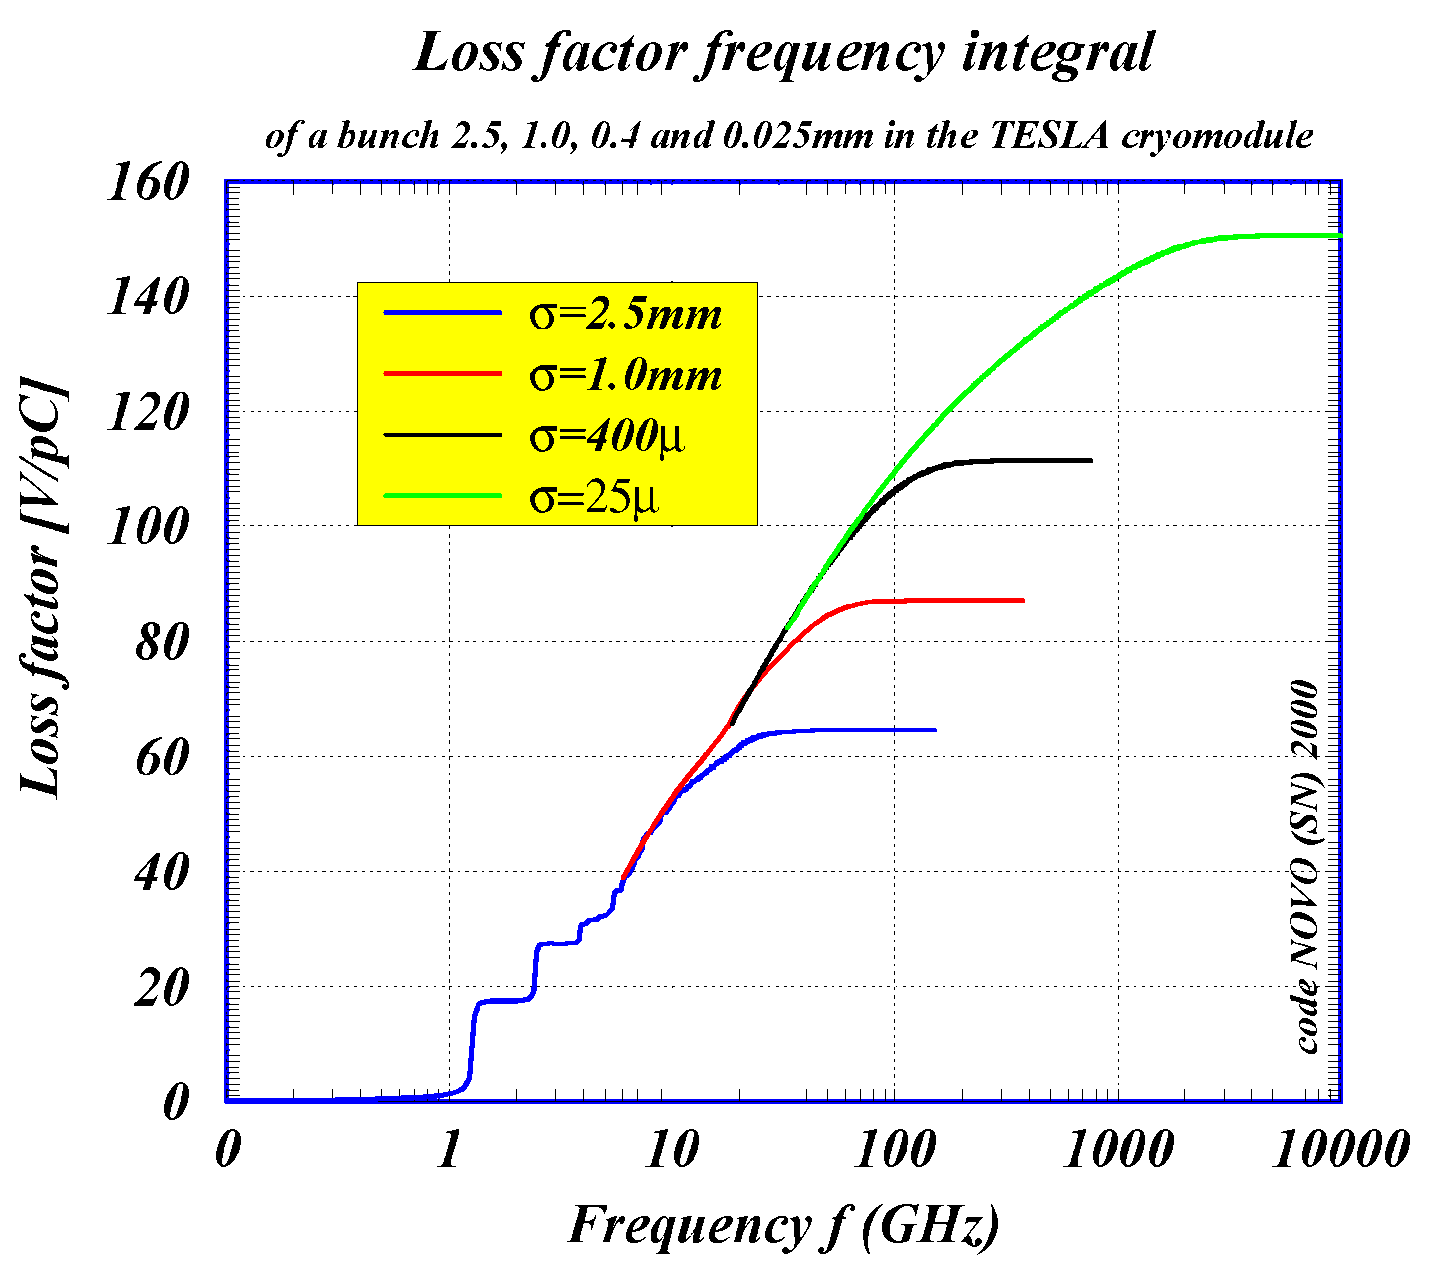 Loss factor frequency integral
of a bunch 2.5, 1.0, 0.4 and 0.025mm in the TESLA cryomodule
160
140
120
100
80
60
40
20
0
Loss factor [V/pC]
σ=2.5mm
σ=1.0mm
σ=400μ
σ=25μ
code NOVO (SN) 2000
0 1 10 100 1000 10000
Frequency f (GHz)